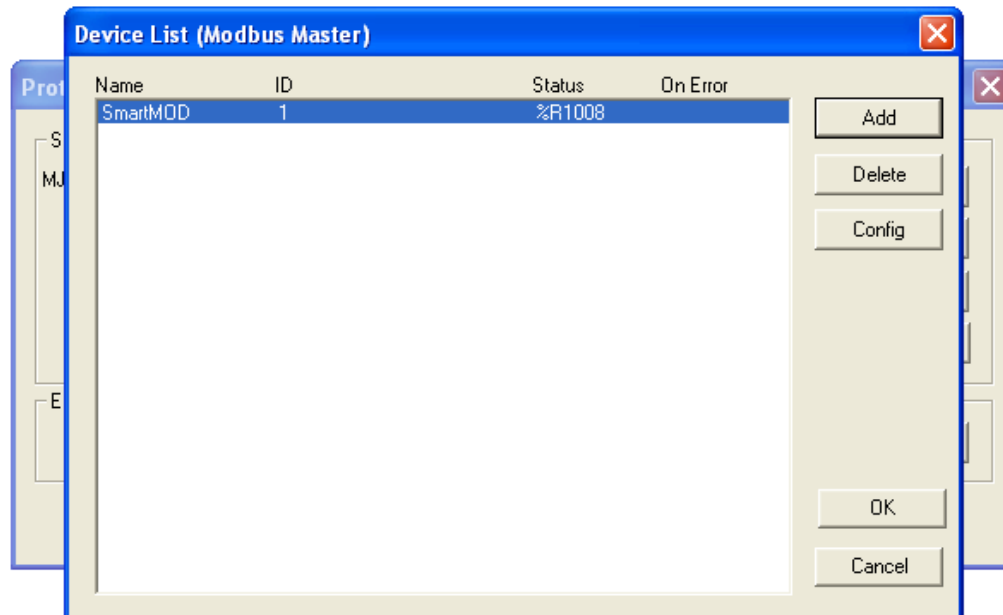 Device List (Modbus Master)
Prot
Name ID Status On Error
SmartMOD 1 %R1008
Add
Delete
Config
OK
Cancel
S
MJ
E